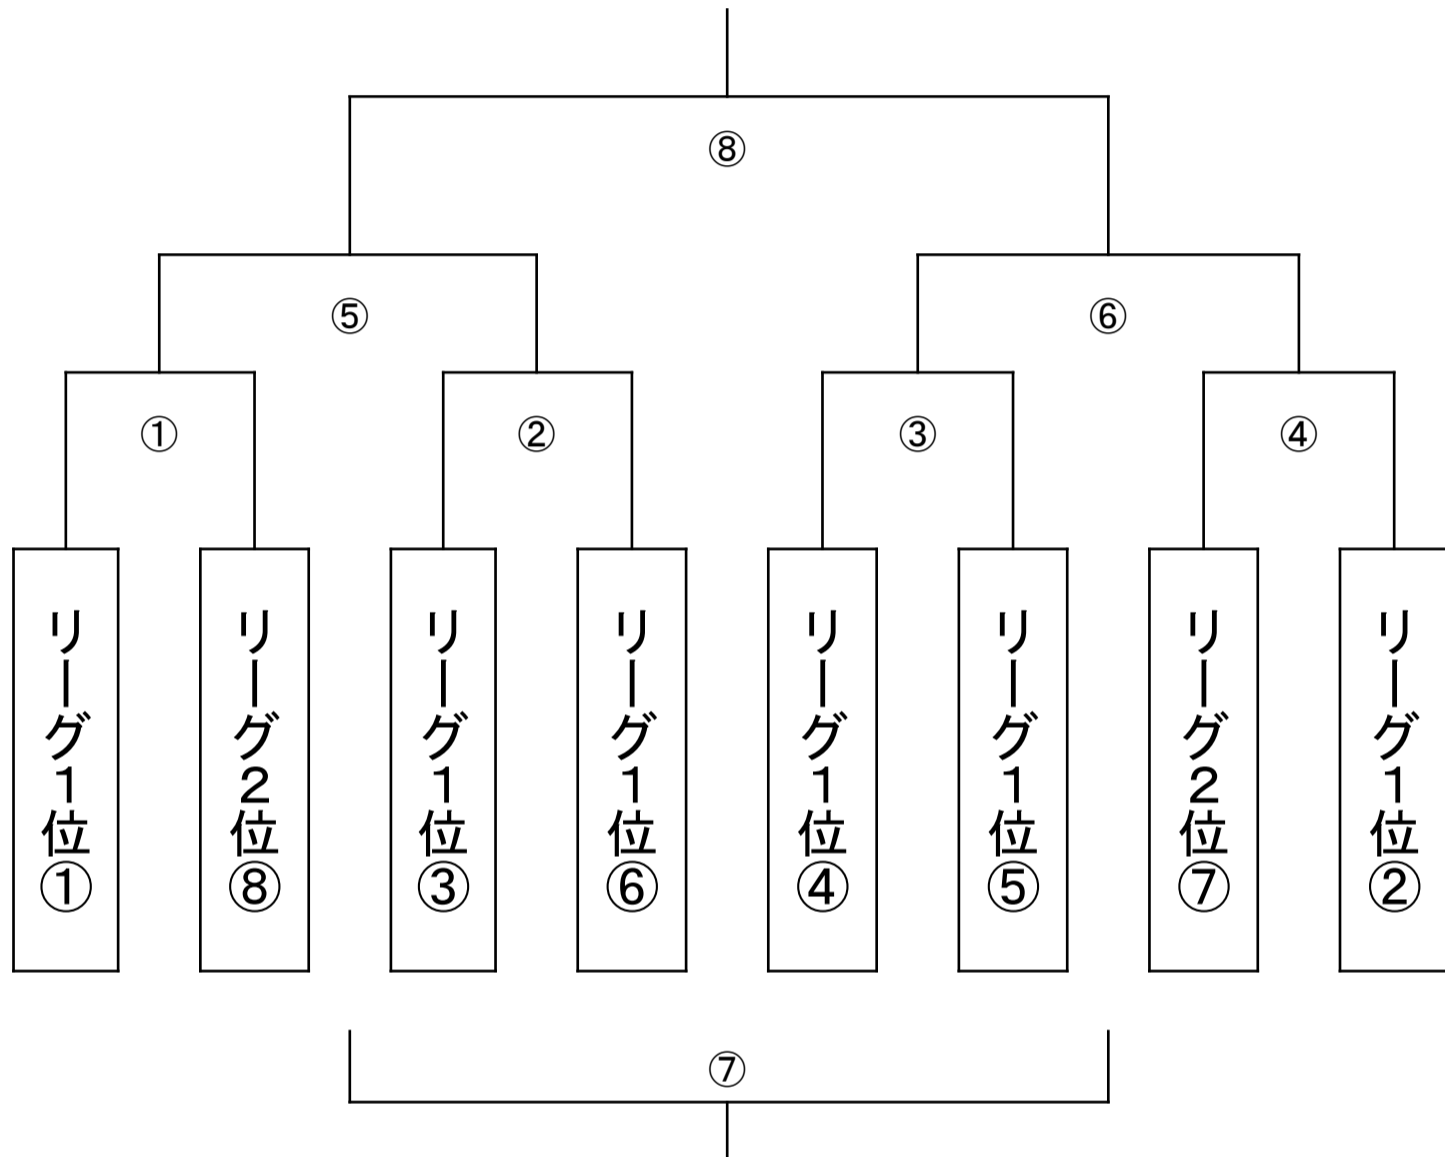 ⑧
⑤
⑥
①
②
③
④
リーグ1位①
リーグ2位⑧
リーグ1位③
リーグ1位⑥
リーグ1位④
リーグ1位⑤
リーグ2位⑦
リーグ1位②
⑦